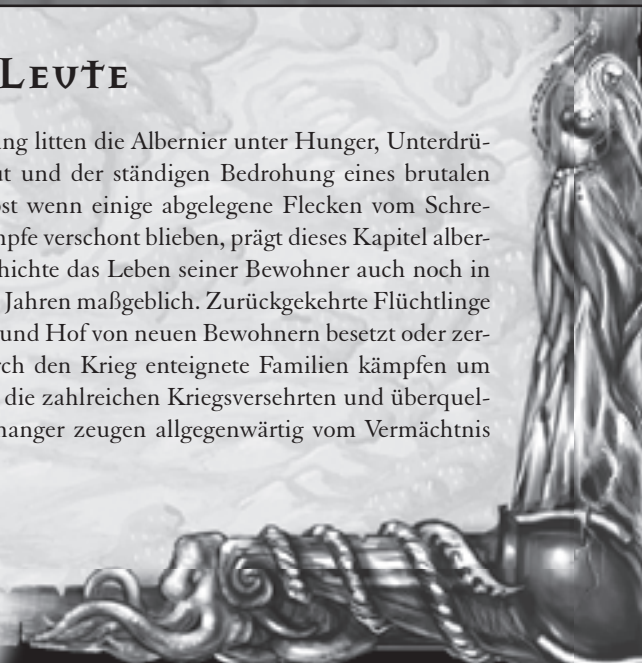 Leute
ng litten die Albernier unter Hunger, Unterdrü-
t und der ständigen Bedrohung eines brutalen
st wenn einige abgelegene Flecken vom Schre-
pfe verschont blieben, prägt dieses Kapitel alber-
hichte das Leben seiner Bewohner auch noch in
Jahren maßgeblich. Zurückgekehrte Flüchtlinge
und Hof von neuen Bewohnern besetzt oder zer-
rch den Krieg enteignete Familien kämpfen um
die zahlreichen Kriegsversehrten und überquel-
anger zeugen allgegenwärtig vom Vermächtnis